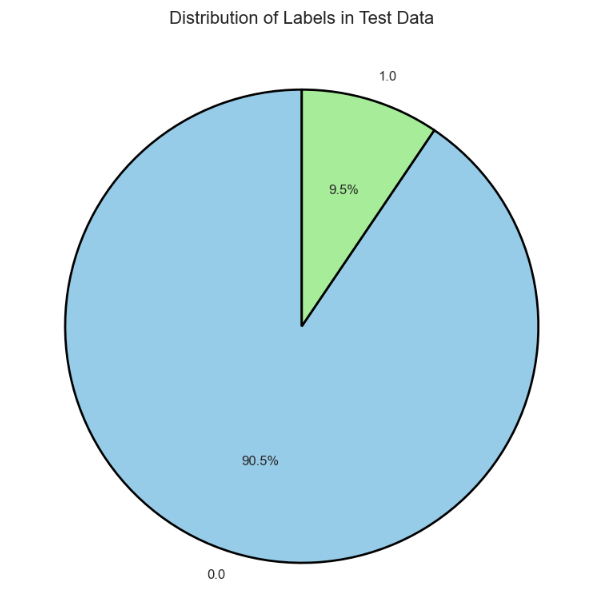 Distribution of Labels in Test Data
1.0
9.5%
90.5%
0.0